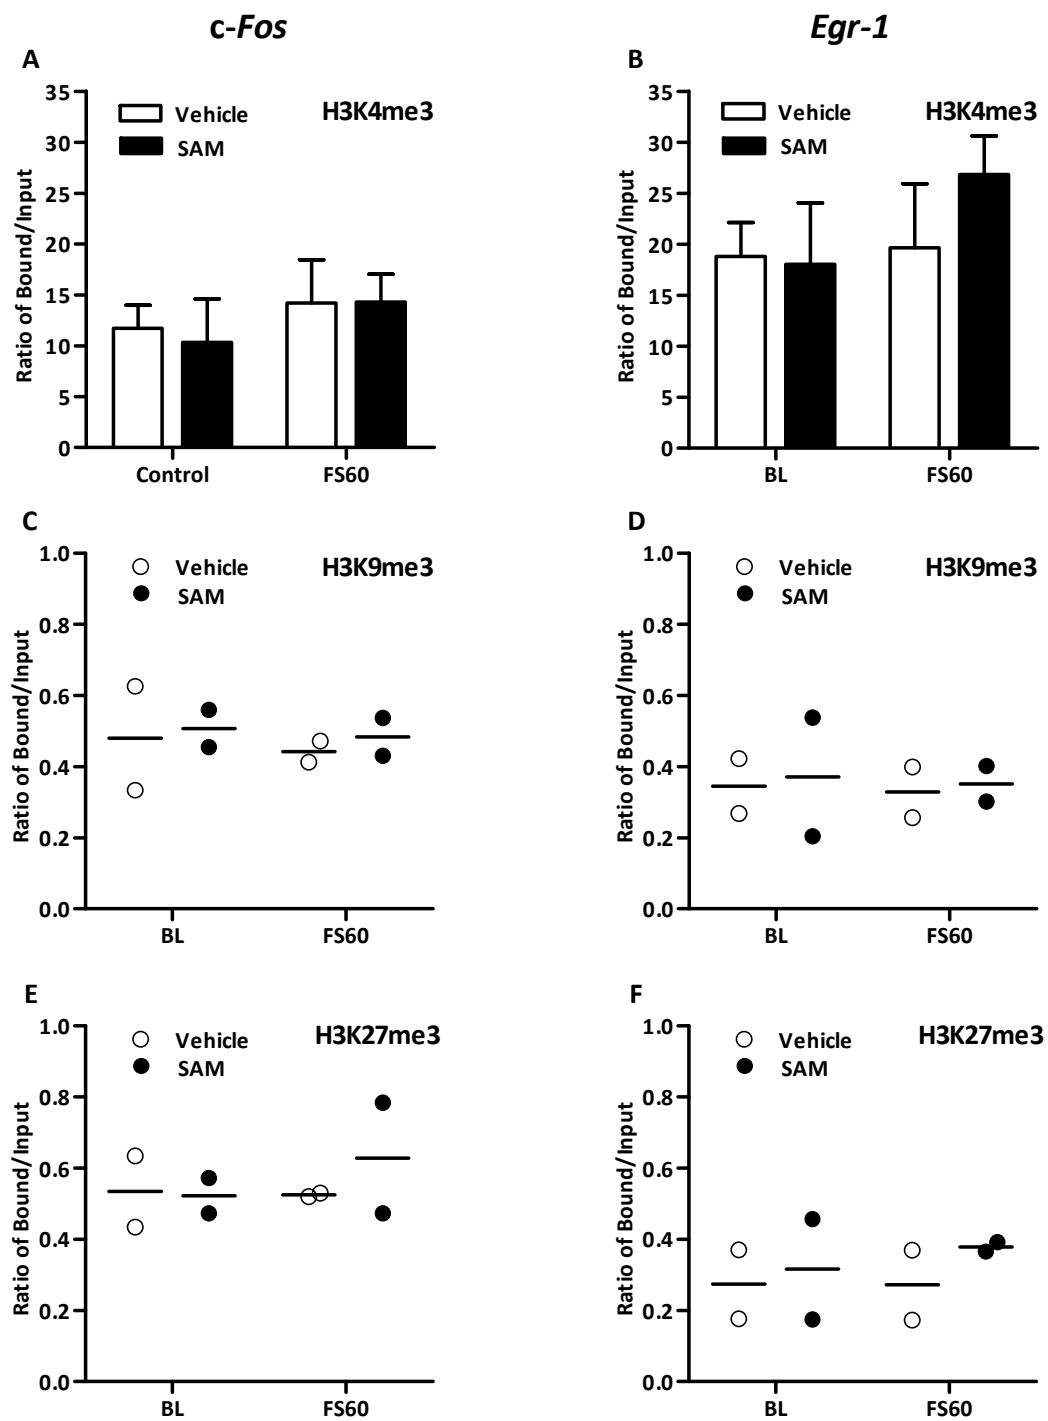 c-Fos
Egr-1
A
Ratio of Bound/Input
35
30
25
20
15
10
5
0
Vehicle
SAM
H3K4me3
Control
FS60
B
Ratio of Bound/Input
35
30
25
20
15
10
5
0
Vehicle
SAM
H3K4me3
BL
FS60
C
Ratio of Bound/Input
1.0
0.8
0.6
0.4
0.2
0.0
Vehicle
SAM
H3K9me3
BL
FS60
D
Ratio of Bound/Input
1.0
0.8
0.6
0.4
0.2
0.0
Vehicle
SAM
H3K9me3
BL
FS60
E
Ratio of Bound/Input
1.0
0.8
0.6
0.4
0.2
0.0
Vehicle
SAM
H3K27me3
BL
FS60
F
Ratio of Bound/Input
1.0
0.8
0.6
0.4
0.2
0.0
Vehicle
SAM
H3K27me3
BL
FS60